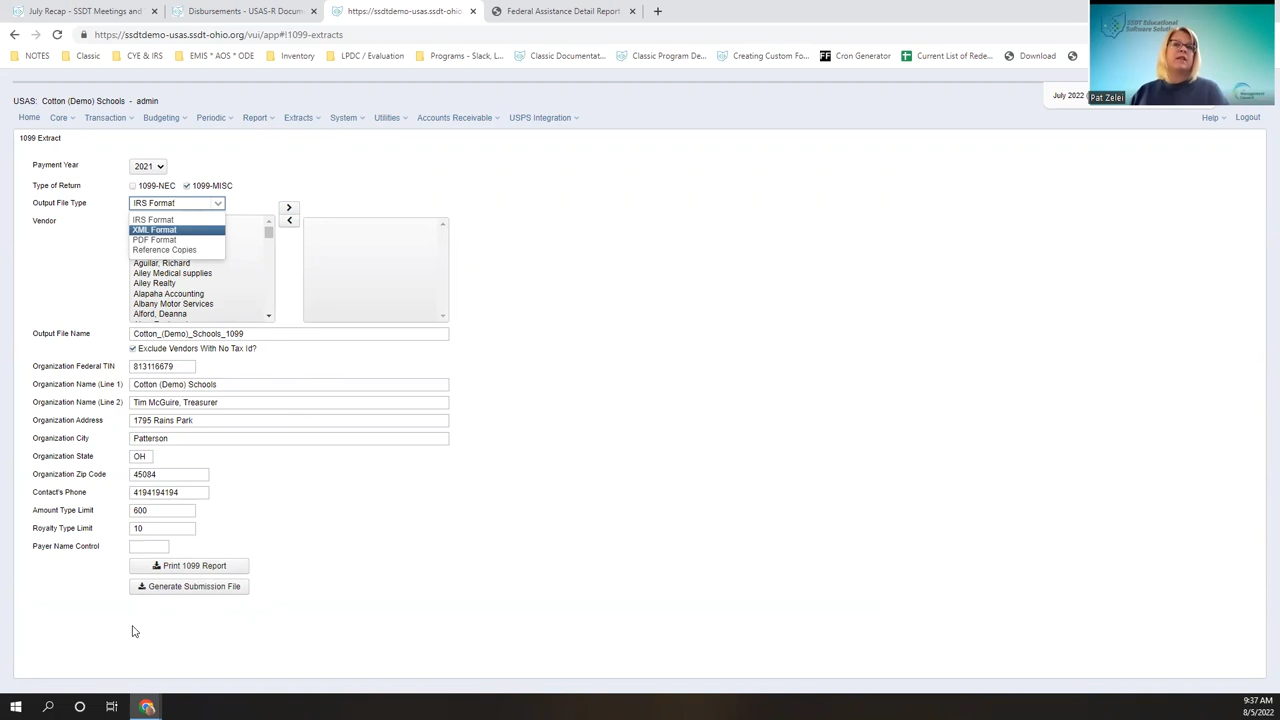 July Recap - SSDT Meetings and
Disbursements - USAS-R Docum
https://ssdtdemo-usas.ssdt-ohio
Federal Assistance Detail Report
https://ssdtdemo-usas.ssdt-ohio.org/vui/app#!1099-extracts
NOTES
Classic
CYE & IRS
EMIS * AOS * ODE
Inventory
LPDC / Evaluation
Programs - Slack, I...
Classic Documentat...
Classic Program De...
Creating Custom Fo...
Cron Generator
Current List of Rede...
Download
SSDT Educational
Software Solution
Pat Zelei
USAS: Cotton (Demo) Schools - admin
July 2022
Home
Core
Transaction
Budgeting
Periodic
Report
Extracts
System
Utilities
Accounts Receivable
USPS Integration
Help
Logout
1099 Extract
Payment Year
2021
Type of Return
1099-NEC
1099-MISC
Output File Type
IRS Format
IRS Format
XML Format
PDF Format
Reference Copies
Vendor
Aguilar, Richard
Ailey Medical supplies
Ailey Realty
Alapaha Accounting
Albany Motor Services
Alford, Deanna
Output File Name
Cotton_(Demo)_Schools_1099
Exclude Vendors With No Tax Id?
Organization Federal TIN
813116679
Organization Name (Line 1)
Cotton (Demo) Schools
Organization Name (Line 2)
Tim McGuire, Treasurer
Organization Address
1795 Rains Park
Organization City
Patterson
Organization State
OH
Organization Zip Code
45084
Contact's Phone
4194194194
Amount Type Limit
600
Royalty Type Limit
10
Payer Name Control
Print 1099 Report
Generate Submission File
9:37 AM
8/5/2022